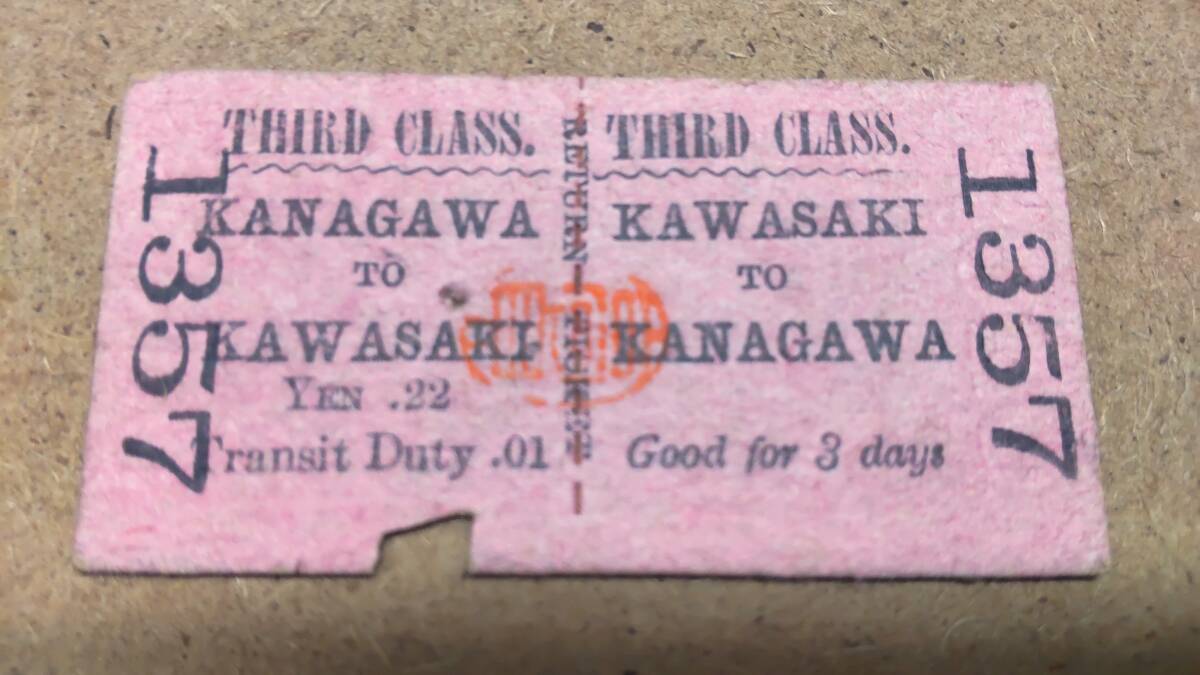 THIRD CLASS.
KANAGAWA
TO
KAWASAKI
YEN .22
Transit Duty .01
1357
RETURN TICKET
THIRD CLASS.
KAWASAKI
TO
KANAGAWA
Good for 3 days
1357